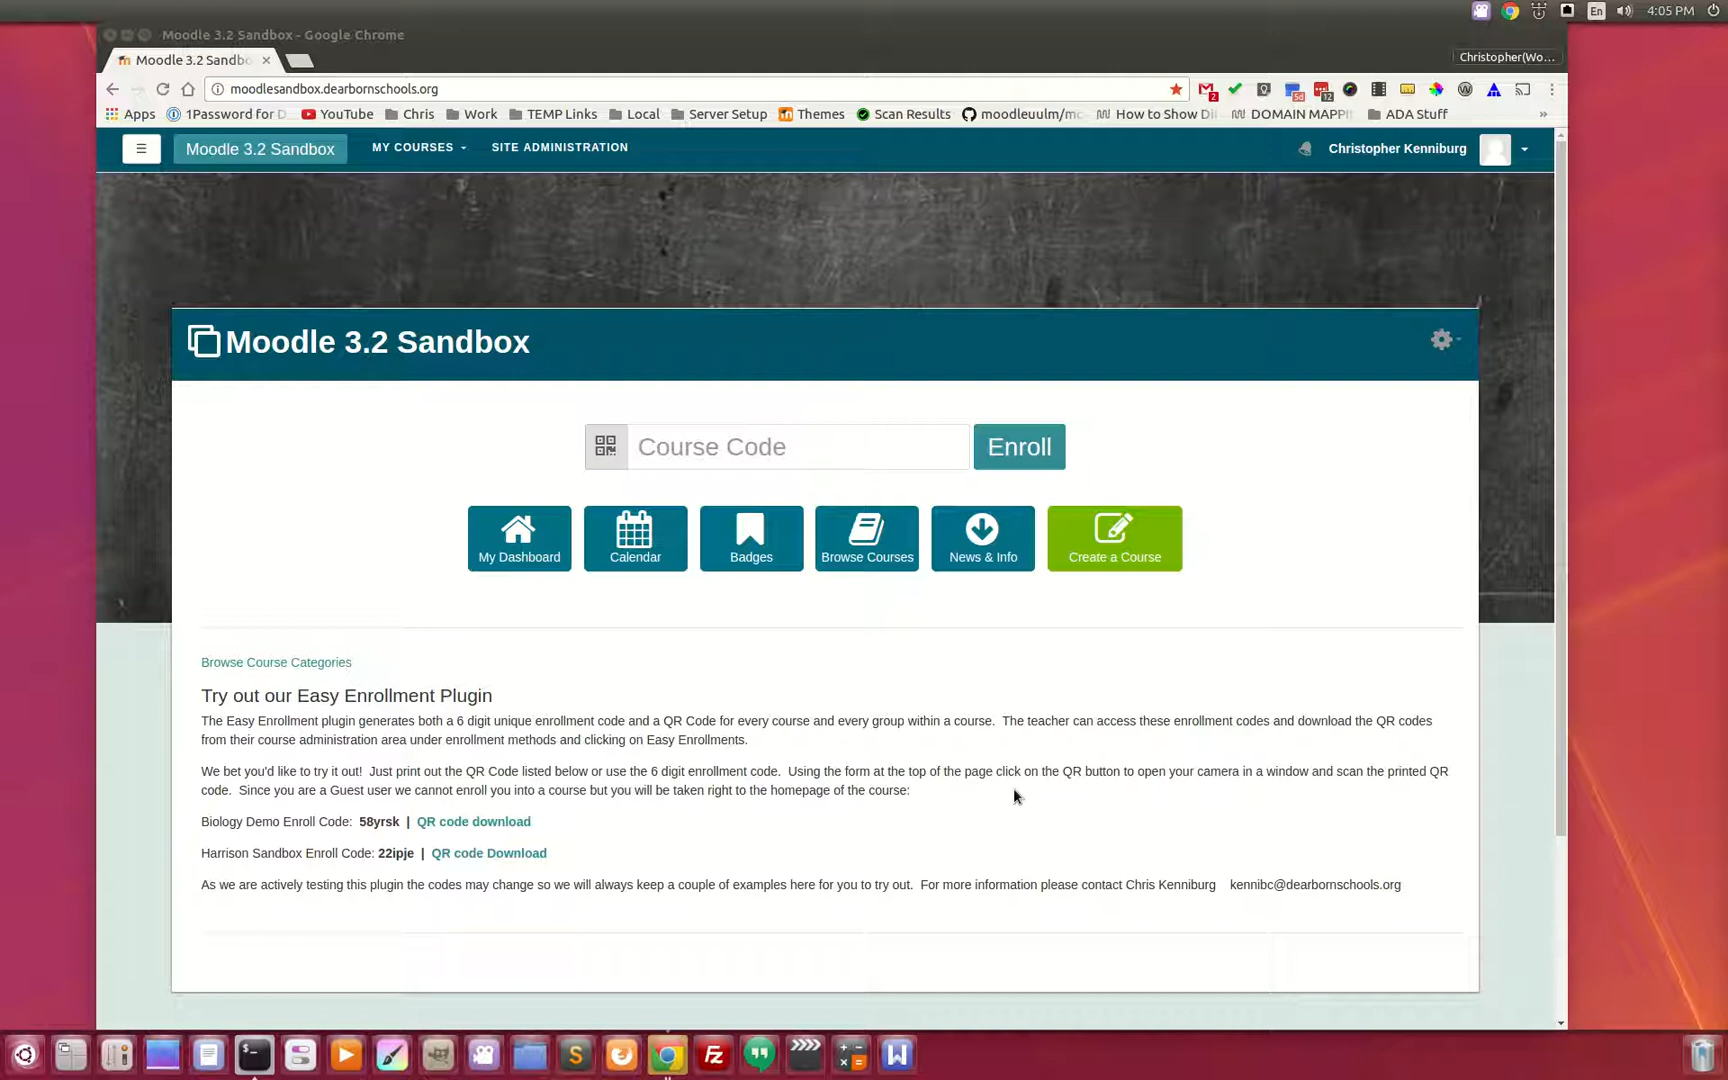 En
4:05 PM
Moodle 3.2 Sandbox - Google Chrome
Moodle 3.2 Sandbo
Christopher(Wo...
moodlesandbox.dearbornschools.org
Apps
1Password for D
YouTube
Chris
Work
TEMP Links
Local
Server Setup
Themes
Scan Results
moodleuulm/mo
How to Show Di
DOMAIN MAPPI
ADA Stuff
»
Moodle 3.2 Sandbox
MY COURSES
SITE ADMINISTRATION
Christopher Kenniburg
Moodle 3.2 Sandbox
Course Code
Enroll
My Dashboard
Calendar
Badges
Browse Courses
News & Info
Create a Course
Browse Course Categories
Try out our Easy Enrollment Plugin
The Easy Enrollment plugin generates both a 6 digit unique enrollment code and a QR Code for every course and every group within a course. The teacher can access these enrollment codes and download the QR codes
from their course administration area under enrollment methods and clicking on Easy Enrollments.
We bet you'd like to try it out! Just print out the QR Code listed below or use the 6 digit enrollment code. Using the form at the top of the page click on the QR button to open your camera in a window and scan the printed QR
code. Since you are a Guest user we cannot enroll you into a course but you will be taken right to the homepage of the course:
Biology Demo Enroll Code: 58yrsk | QR code download
Harrison Sandbox Enroll Code: 22ipje | QR code Download
As we are actively testing this plugin the codes may change so we will always keep a couple of examples here for you to try out. For more information please contact Chris Kenniburg kennibc@dearbornschools.org